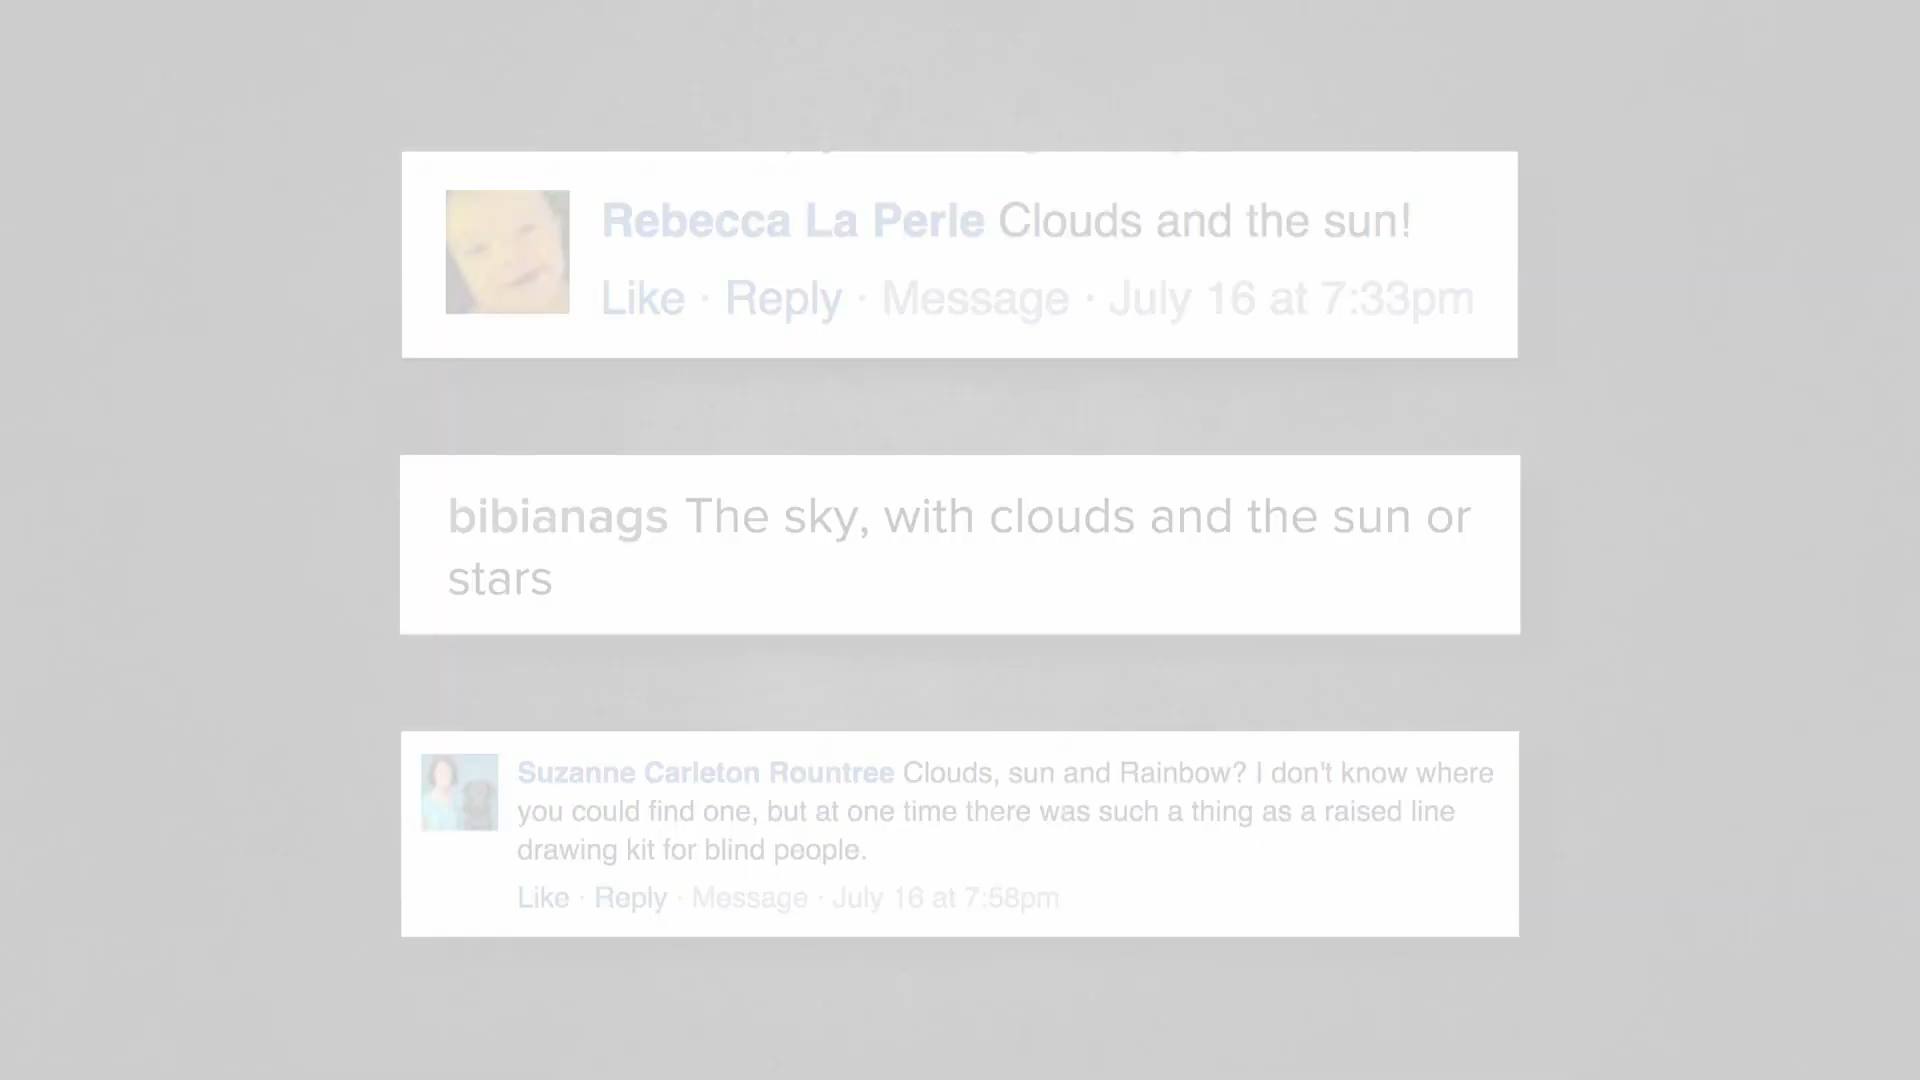 Rebecca La Perle Clouds and the sun!
Like · Reply · Message · July 16 at 7:33pm
bibianags The sky, with clouds and the sun or
stars
Suzanne Carleton Rountree Clouds, sun and Rainbow? I don't know where
you could find one, but at one time there was such a thing as a raised line
drawing kit for blind people.
Like · Reply · Message · July 16 at 7:58pm